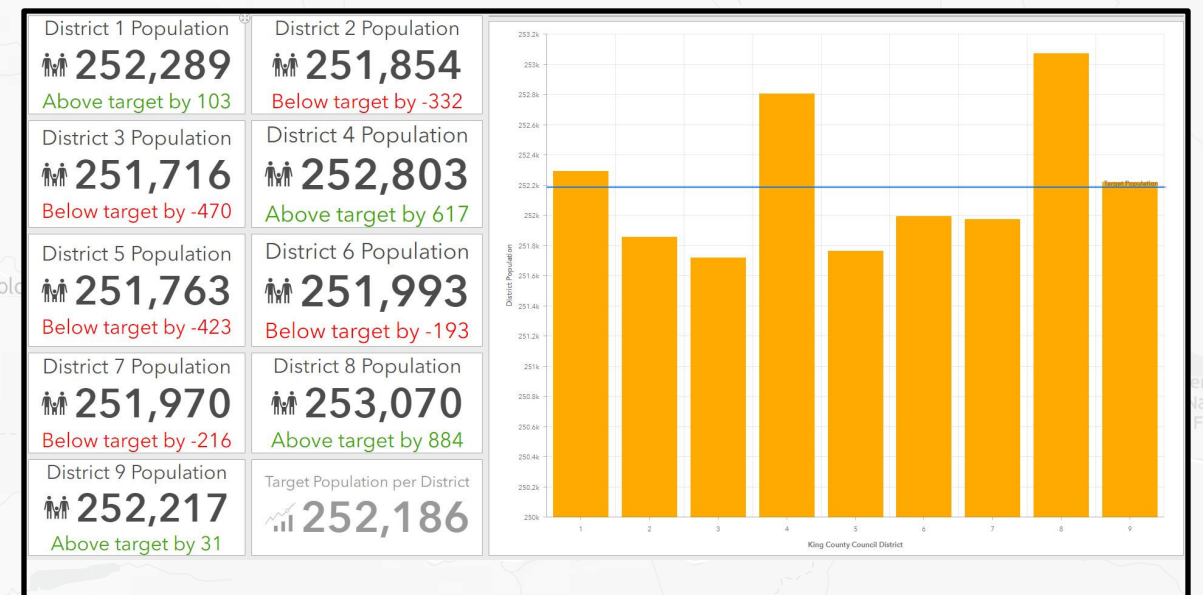 District 1 Population
252,289
Above target by 103
District 2 Population
251,854
Below target by -332
District 3 Population
251,716
Below target by -470
District 4 Population
252,803
Above target by 617
District 5 Population
251,763
Below target by -423
District 6 Population
251,993
Below target by -193
District 7 Population
251,970
Below target by -216
District 8 Population
253,070
Above target by 884
District 9 Population
252,217
Above target by 31
Target Population per District
252,186
253.2k
253k
252.8k
252.6k
252.4k
252.2k
252k
251.8k
251.6k
251.4k
251.2k
251k
250.8k
250.6k
250.4k
250.2k
250k
District Population
Target Population
1 2 3 4 5 6 7 8 9
King County Council District